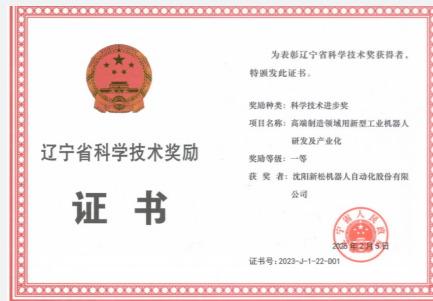 辽宁省科学技术奖励
证书
为表彰辽宁省科学技术奖获得者,
特颁发此证书。
奖励种类:科学技术进步奖
项目名称:高端制造领域用新型工业机器人
研发及产业化
奖励等级:一等
获 奖 者:沈阳新松机器人自动化股份有限
公司
2025年2月5日
证书号:2023-J-1-22-001